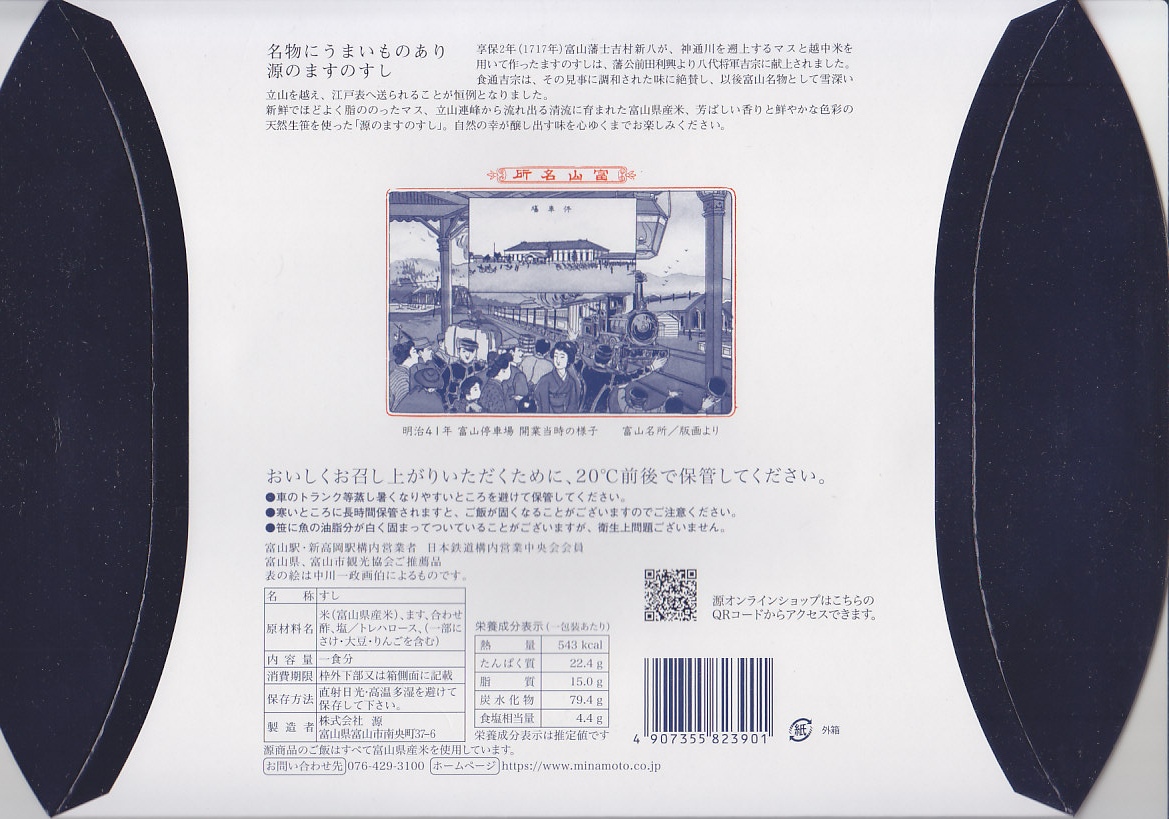 名物にうまいものあり
源のますのすし
享保2年(1717年)富山藩士吉村新八が、神通川を遡上するマスと越中米を
用いて作ったますのすしは、藩公前田利興より八代将軍吉宗に献上されました。
食通吉宗は、その見事に調和された味に絶賛し、以後富山名物として雪深い
立山を越え、江戸表へ送られることが恒例となりました。
新鮮でほどよく脂ののったマス、立山連峰から流れ出る清流に育まれた富山県産米、芳ばしい香りと鮮やかな色彩の
天然生笹を使った「源のますのすし」。自然の幸が醸し出す味を心ゆくまでお楽しみください。
所名山富
場車停
明治41年 富山停車場 開業当時の様子 富山名所/版画より
おいしくお召し上がりいただくために、20℃前後で保管してください。
●車のトランク等蒸し暑くなりやすいところを避けて保管してください。
●寒いところに長時間保管されますと、ご飯が固くなることがございますのでご注意ください。
●笹に魚の油脂分が白く固まってついていることがございますが、衛生上問題ございません。
富山駅・新高岡駅構内営業者 日本鉄道構内営業中央会会員
富山県、富山市観光協会ご推薦品
表の絵は中川一政画伯によるものです。
名称 すし
原材料名 米(富山県産米)、ます、合わせ
酢、塩/トレハロース、(一部に
さけ・大豆・りんごを含む)
内容量 一食分
消費期限 枠外下部又は箱側面に記載
保存方法 直射日光・高温多湿を避けて
保存して下さい。
製造者 株式会社 源
富山県富山市南央町37-6
源商品のご飯はすべて富山県産米を使用しています。
お問い合わせ先 076-429-3100 ホームページ https://www.minamoto.co.jp
栄養成分表示(一包装あたり)
熱量 543 kcal
たんぱく質 22.4 g
脂質 15.0 g
炭水化物 79.4 g
食塩相当量 4.4 g
栄養成分表示は推定値です
源オンラインショップはこちらの
QRコードからアクセスできます。
4 907355 823901
紙 外箱